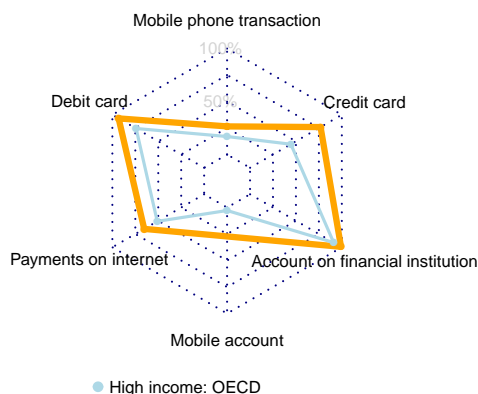 Mobile phone transaction
100%
Debit card
50%
Credit card
Payments on internet
Account on financial institution
Mobile account
High income: OECD